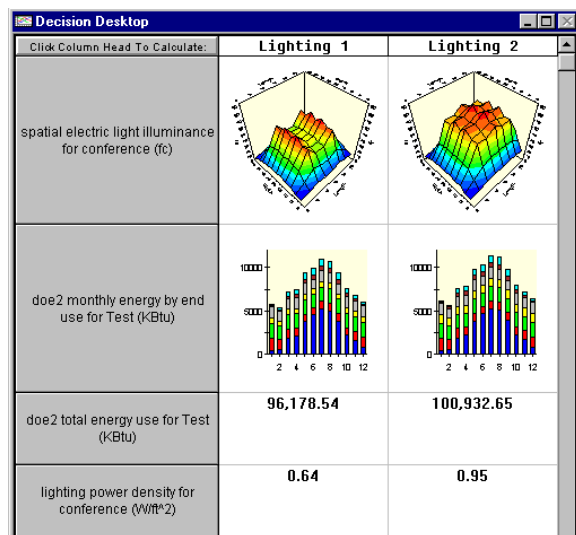 Decision Desktop
Click Column Head To Calculate:
Lighting 1
Lighting 2
spatial electric light illuminance
for conference (fc)
doe2 monthly energy by end
use for Test (KBtu)
10000
5000
0
2 4 6 8 10 12
10000
5000
0
2 4 6 8 10 12
doe2 total energy use for Test
(KBtu)
96,178.54
100,932.65
lighting power density for
conference (W/ft^2)
0.64
0.95